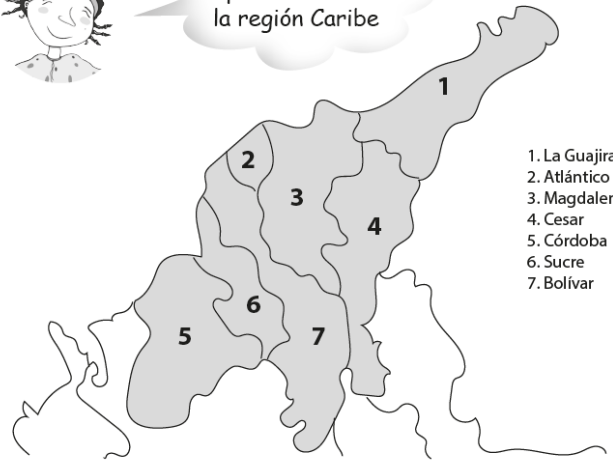 la región Caribe
1
2
3
4
5
6
7
1. La Guajira
2. Atlántico
3. Magdalen
4. Cesar
5. Córdoba
6. Sucre
7. Bolívar